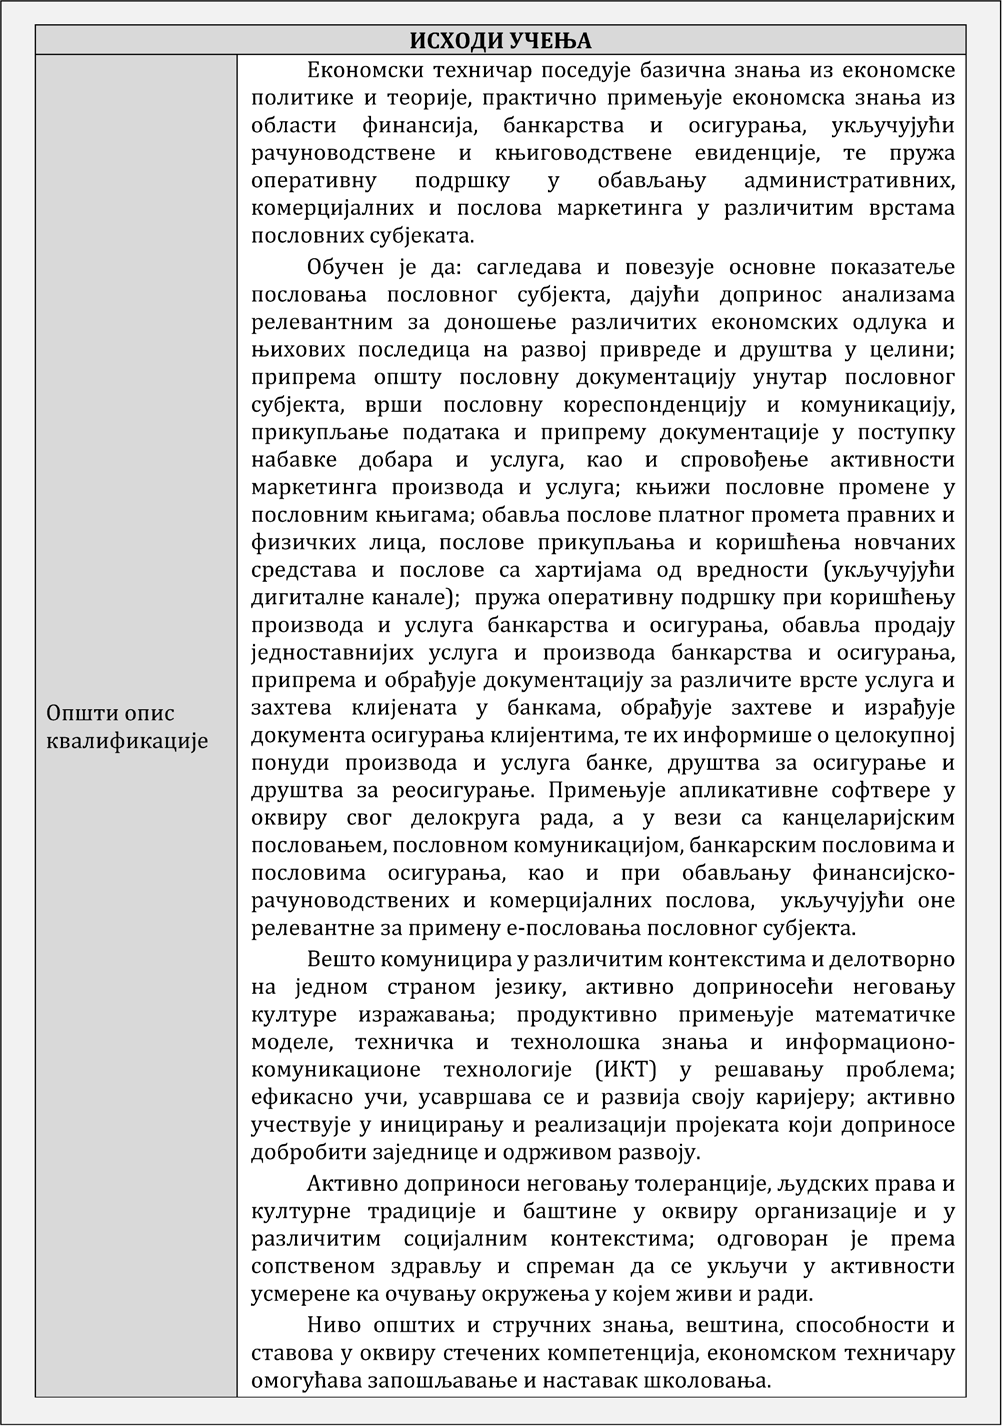 ИСХОДИ УЧЕЊА
Општи опис
квалификације
Економски техничар поседује базична знања из економске
политике и теорије, практично примењује економска знања из
области финансија, банкарства и осигурања, укључујући
рачуноводствене и књиговодствене евиденције, те пружа
оперативну подршку у обављању административних,
комерцијалних и послова маркетинга у различитим врстама
пословних субјеката.
Обучен је да: сагледава и повезује основне показатеље
пословања пословног субјекта, дајући допринос анализама
релевантним за доношење различитих економских одлука и
њихових последица на развој привреде и друштва у целини;
припрема општу пословну документацију унутар пословног
субјекта, врши пословну кореспонденцију и комуникацију,
прикупљање података и припрему документације у поступку
набавке добара и услуга, као и спровођење активности
маркетинга производа и услуга; књижи пословне промене у
пословним књигама; обавља послове платног промета правних и
физичких лица, послове прикупљања и коришћења новчаних
средстава и послове са хартијама од вредности (укључујући
дигиталне канале);  пружа оперативну подршку при коришћењу
производа и услуга банкарства и осигурања, обавља продају
једноставнијих услуга и производа банкарства и осигурања,
припрема и обрађује документацију за различите врсте услуга и
захтева клијената у банкама, обрађује захтеве и израђује
документа осигурања клијентима, те их информише о целокупној
понуди производа и услуга банке, друштва за осигурање и
друштва за реосигурање. Примењује апликативне софтвере у
оквиру свог делокруга рада, а у вези са канцеларијским
пословањем, пословном комуникацијом, банкарским пословима и
пословима осигурања, као и при обављању финансијско-
рачуноводствених и комерцијалних послова,  укључујући оне
релевантне за примену е-пословања пословног субјекта.
Вешто комуницира у различитим контекстима и делотворно
на једном страном језику, активно доприносећи неговању
културе изражавања; продуктивно примењује математичке
моделе, техничка и технолошка знања и информационо-
комуникационе технологије (ИКТ) у решавању проблема;
ефикасно учи, усавршава се и развија своју каријеру; активно
учествује у иницирању и реализацији пројеката који доприносе
добробити заједнице и одрживом развоју.
Активно доприноси неговању толеранције, људских права и
културне традиције и баштине у оквиру организације и у
различитим социјалним контекстима; одговоран је према
сопственом здрављу и спреман да се укључи у активности
усмерене ка очувању окружења у којем живи и ради.
Ниво општих и стручних знања, вештина, способности и
ставова у оквиру стечених компетенција, економском техничару
омогућава запошљавање и наставак школовања.